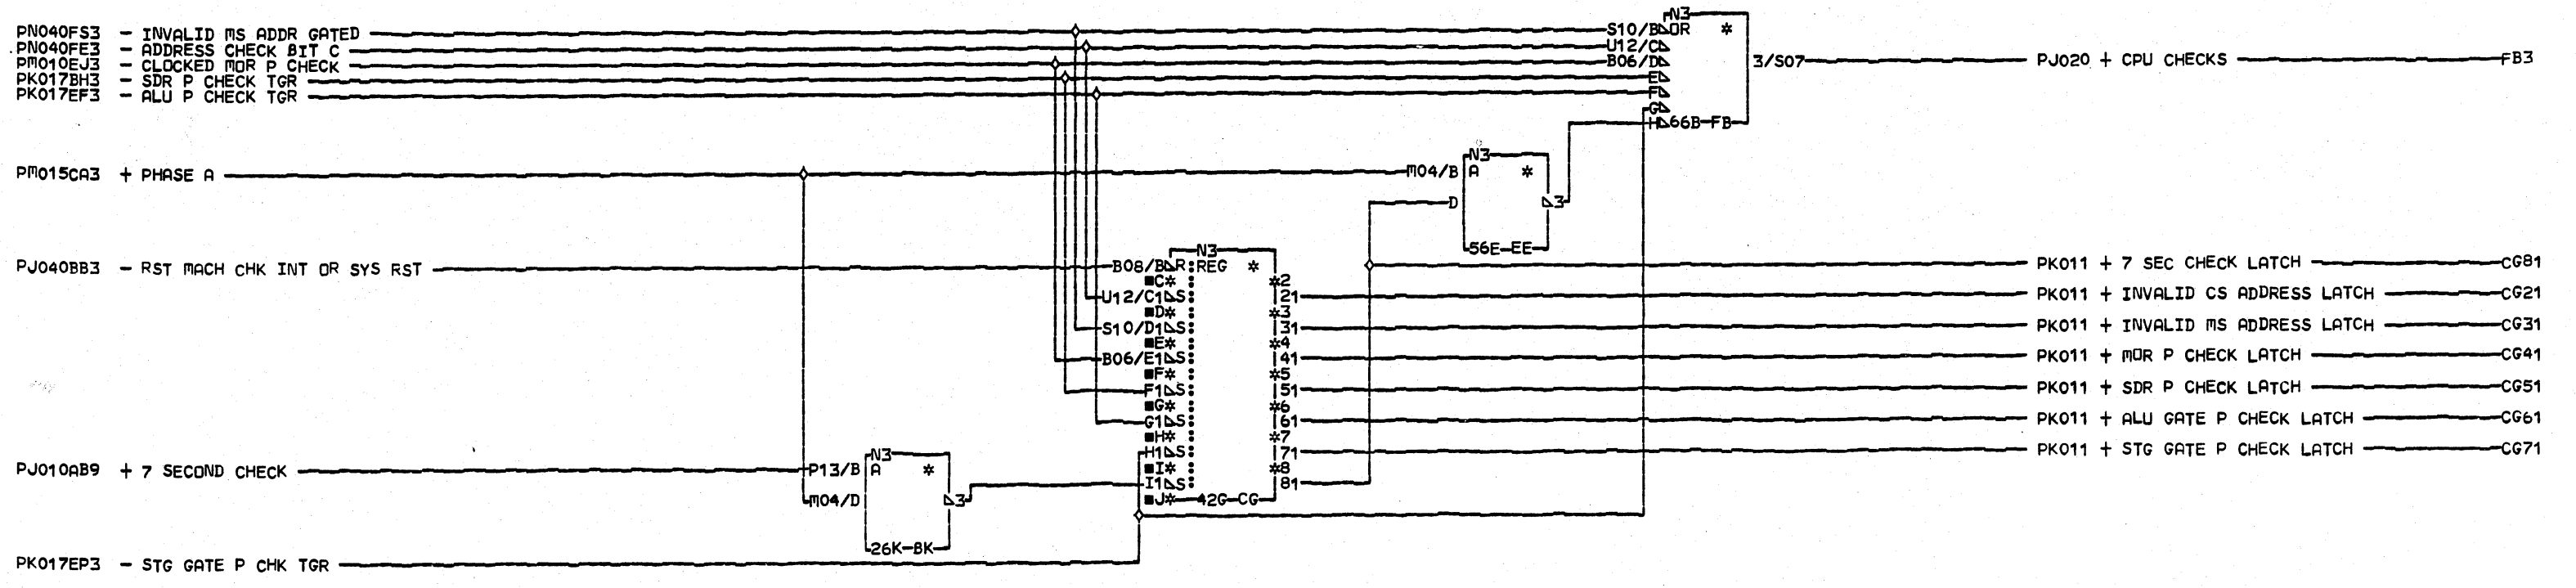 PN040FS3 - INVALID MS ADDR GATED
PN040FE3 - ADDRESS CHECK BIT C
PM010EJ3 - CLOCKED MDR P CHECK
PK017BH3 - SDR P CHECK TGR
PK017EF3 - ALU P CHECK TGR
N3
S10/B OR *
U12/C
B06/D
E
F
G
H 66B-FB
3/S07
PJ020 + CPU CHECKS
FB3
PM015CA3 + PHASE A
N3
M04/B A *
D
3
56E-EE
PJ040BB3 - RST MACH CHK INT OR SYS RST
N3
B08/B R REG *
■C* *2
U12/C1 S 21
■D* *3
S10/D1 S 31
■E* *4
B06/E1 S 41
■F* *5
F1 S 51
■G* *6
G1 S 61
■H* *7
H1 S 71
■I* *8
I1 S 81
■J* 42G-CG
PK011 + 7 SEC CHECK LATCH CG81
PK011 + INVALID CS ADDRESS LATCH CG21
PK011 + INVALID MS ADDRESS LATCH CG31
PK011 + MDR P CHECK LATCH CG41
PK011 + SDR P CHECK LATCH CG51
PK011 + ALU GATE P CHECK LATCH CG61
PK011 + STG GATE P CHECK LATCH CG71
PJ010AB9 + 7 SECOND CHECK
N3
P13/B A *
M04/D
3
26K-BK
PK017EP3 - STG GATE P CHK TGR